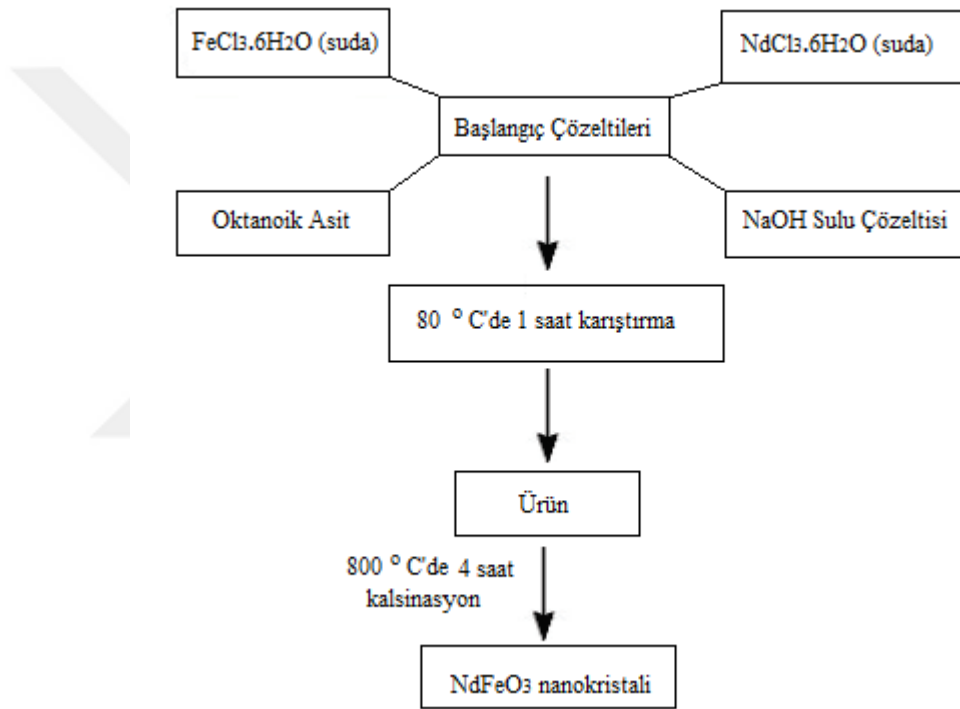 FeCl3.6H2O (suda)
NdCl3.6H2O (suda)
Başlangıç Çözeltileri
Oktanoik Asit
NaOH Sulu Çözeltisi
80 °C'de 1 saat karıştırma
Ürün
800 °C'de 4 saat
kalsinasyon
NdFeO3 nanokristali